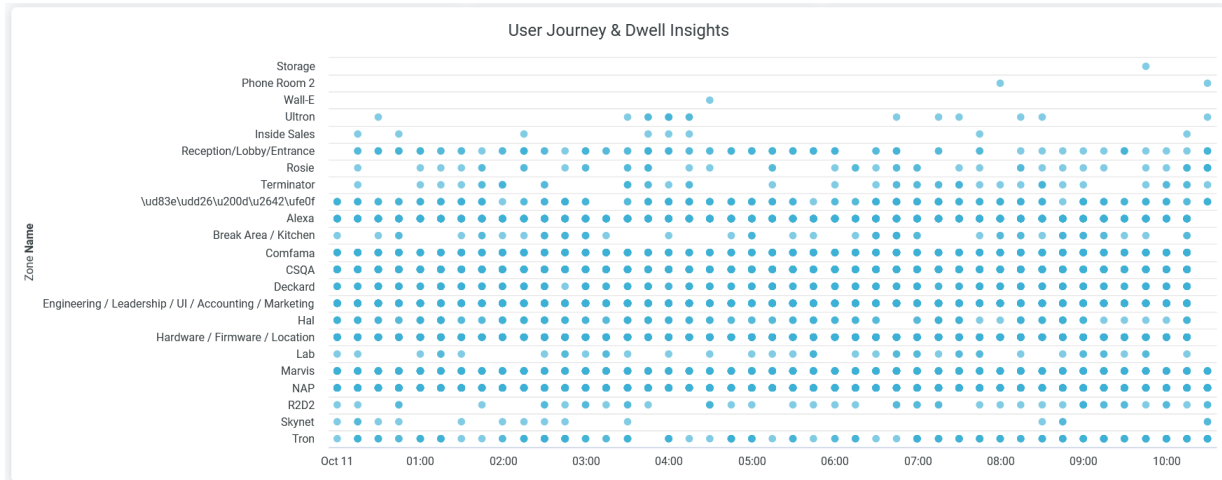 User Journey & Dwell Insights
Zone Name
Storage
Phone Room 2
Wall-E
Ultron
Inside Sales
Reception/Lobby/Entrance
Rosie
Terminator
\ud83e\udd26\u200d\u2642\ufe0f
Alexa
Break Area / Kitchen
Comfama
CSQA
Deckard
Engineering / Leadership / UI / Accounting / Marketing
Hal
Hardware / Firmware / Location
Lab
Marvis
NAP
R2D2
Skynet
Tron
Oct 11 01:00 02:00 03:00 04:00 05:00 06:00 07:00 08:00 09:00 10:00